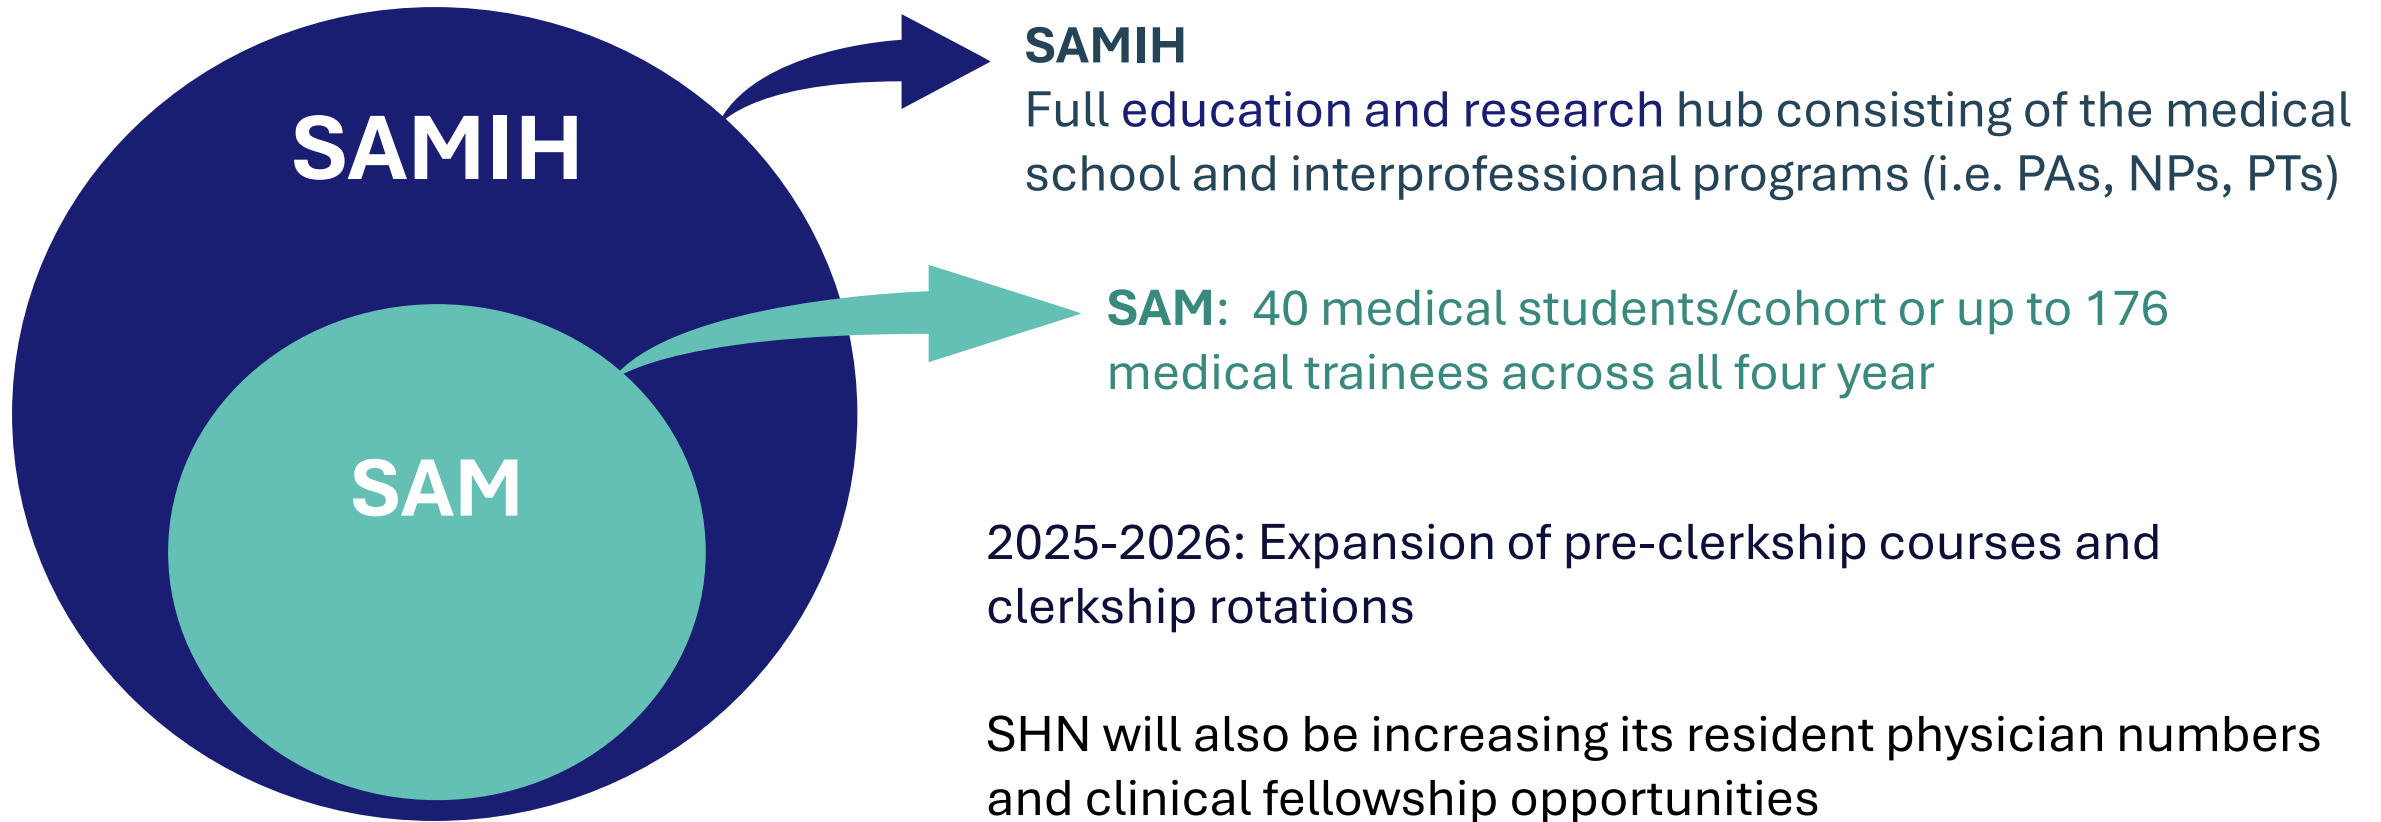 SAMIH
SAM
SAMIH
Full education and research hub consisting of the medical
school and interprofessional programs (i.e. PAs, NPs, PTs)
SAM:  40 medical students/cohort or up to 176
medical trainees across all four year
2025-2026: Expansion of pre-clerkship courses and
clerkship rotations
SHN will also be increasing its resident physician numbers
and clinical fellowship opportunities